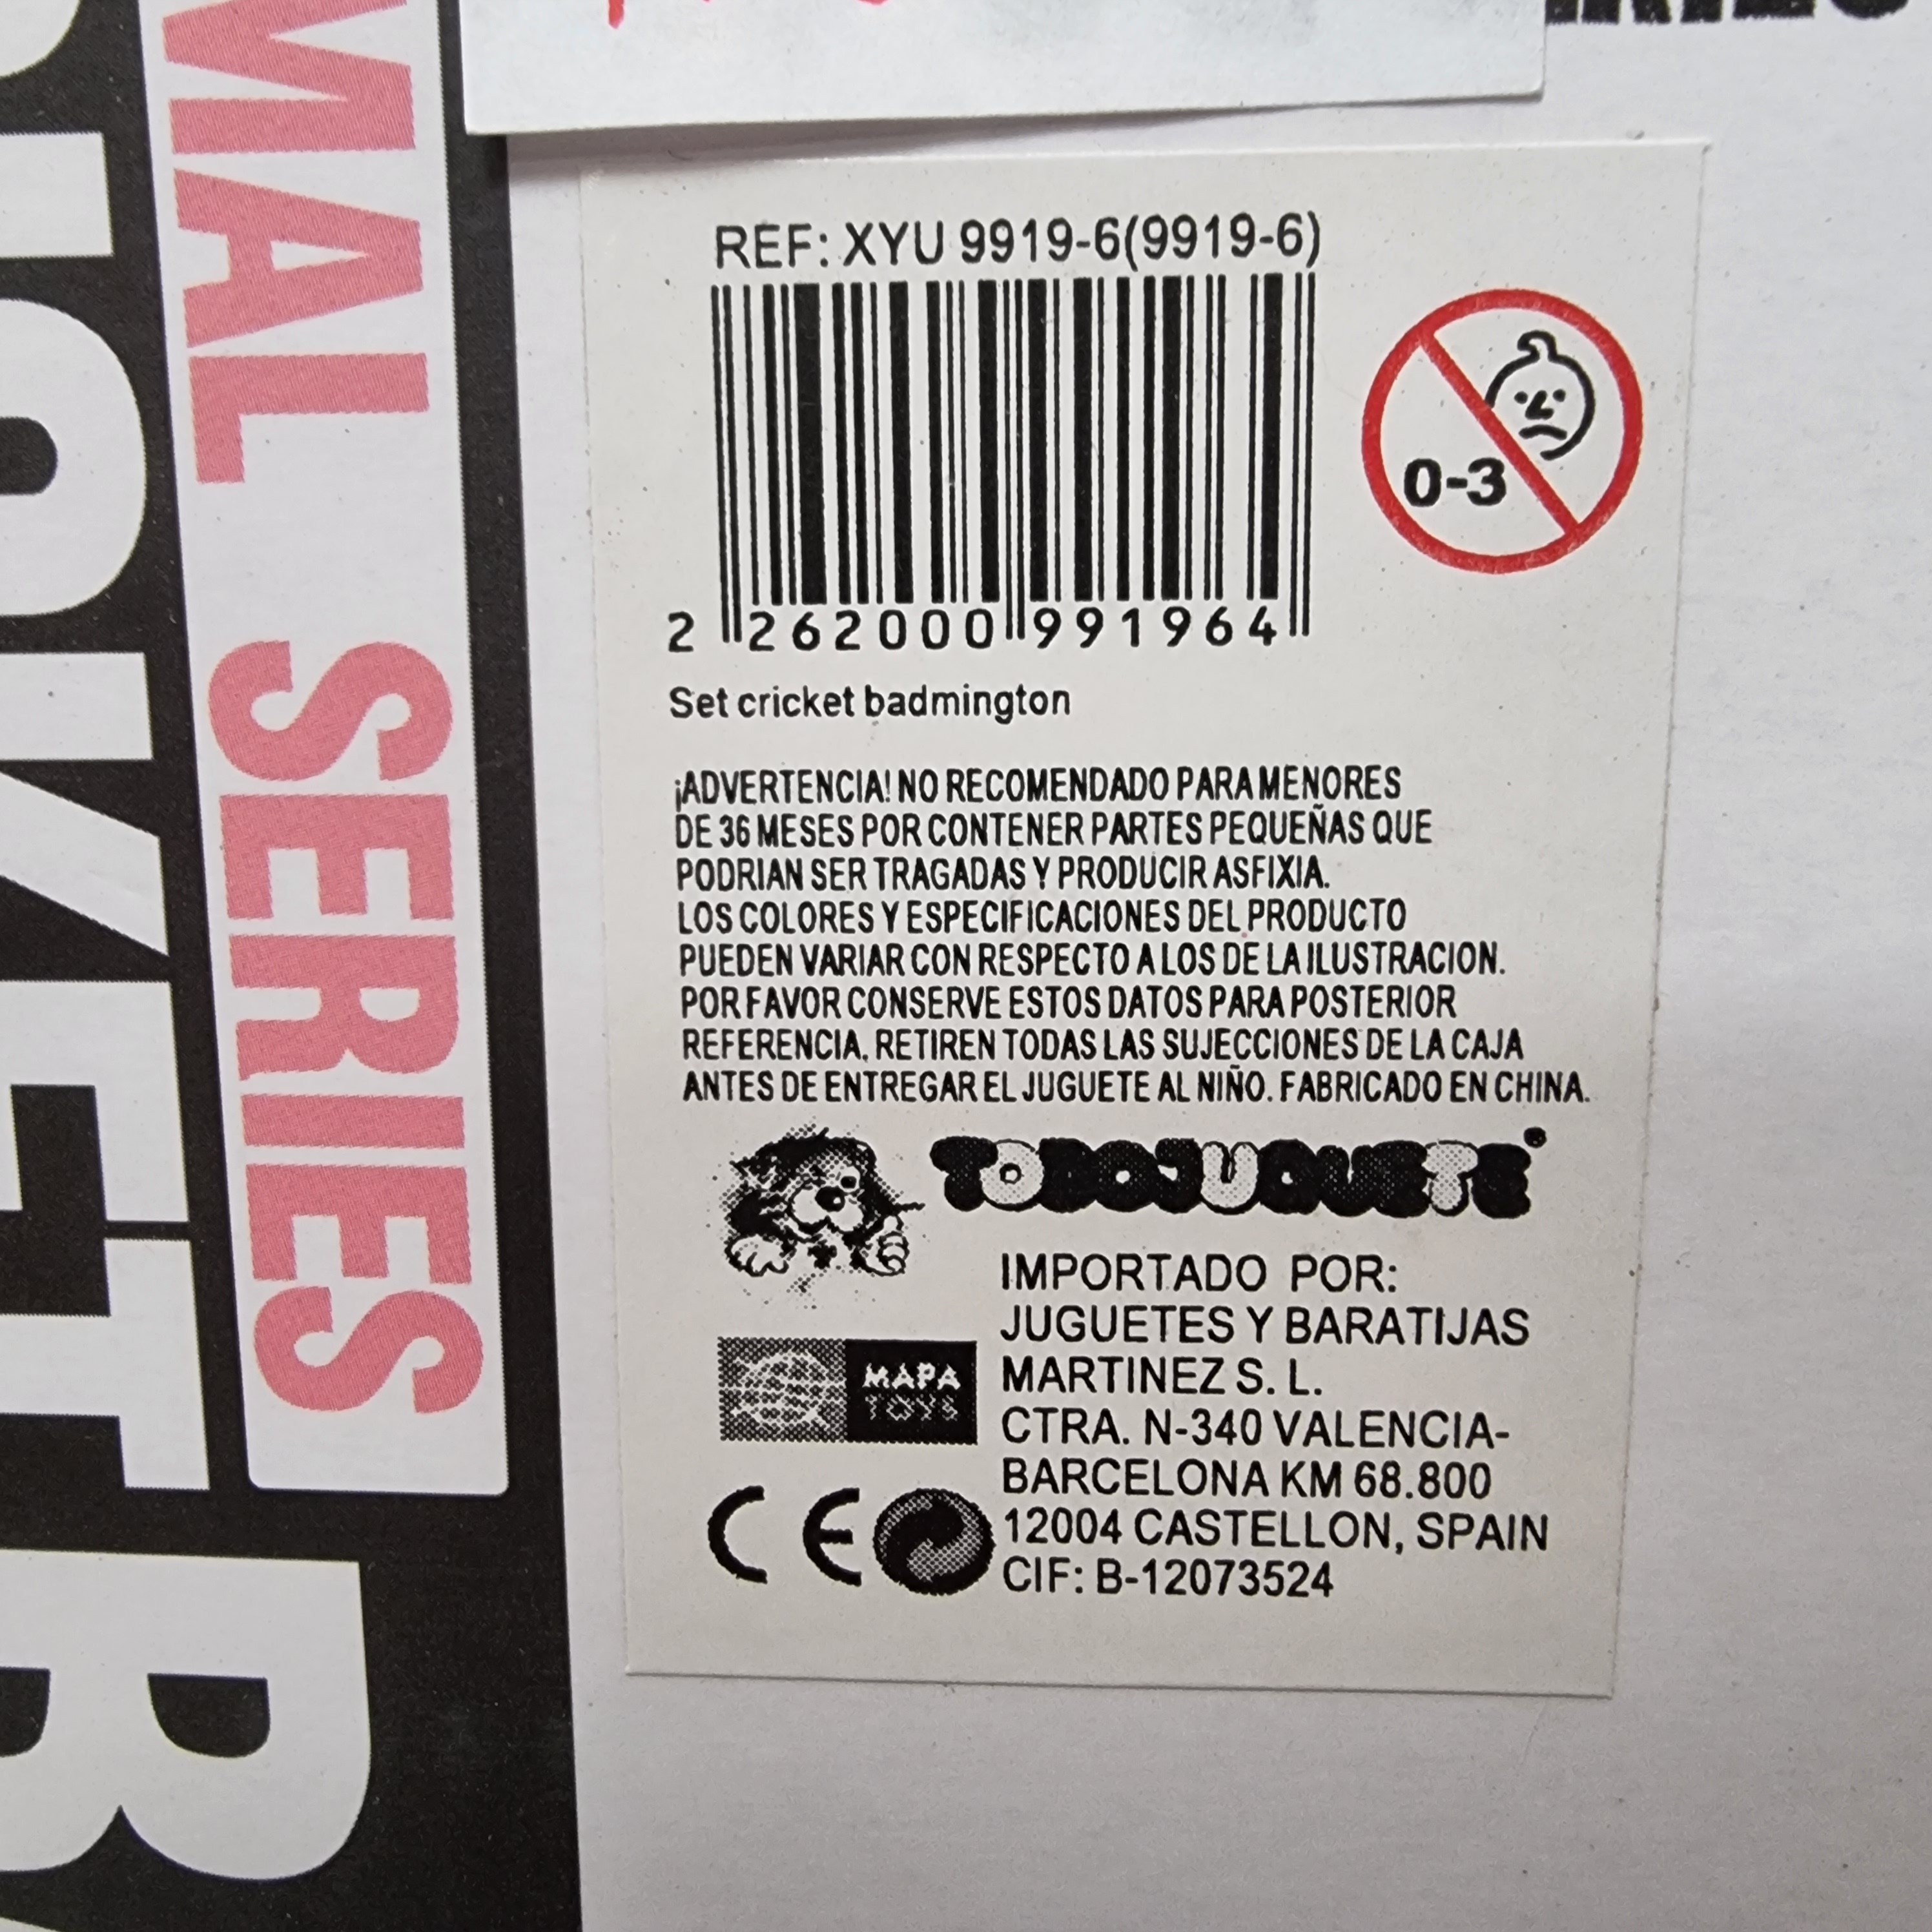 MAL SERIES
REF: XYU 9919-6(9919-6)
0-3
2 262000 991964
Set cricket badmington
¡ADVERTENCIA! NO RECOMENDADO PARA MENORES
DE 36 MESES POR CONTENER PARTES PEQUEÑAS QUE
PODRIAN SER TRAGADAS Y PRODUCIR ASFIXIA.
LOS COLORES Y ESPECIFICACIONES DEL PRODUCTO
PUEDEN VARIAR CON RESPECTO A LOS DE LA ILUSTRACION.
POR FAVOR CONSERVE ESTOS DATOS PARA POSTERIOR
REFERENCIA. RETIREN TODAS LAS SUJECCIONES DE LA CAJA
ANTES DE ENTREGAR EL JUGUETE AL NIÑO. FABRICADO EN CHINA.
TODOJUGUETE
IMPORTADO POR:
JUGUETES Y BARATIJAS
MARTINEZ S. L.
CTRA. N-340 VALENCIA-
BARCELONA KM 68.800
12004 CASTELLON, SPAIN
CIF: B-12073524
MAPA
TOYS
CE